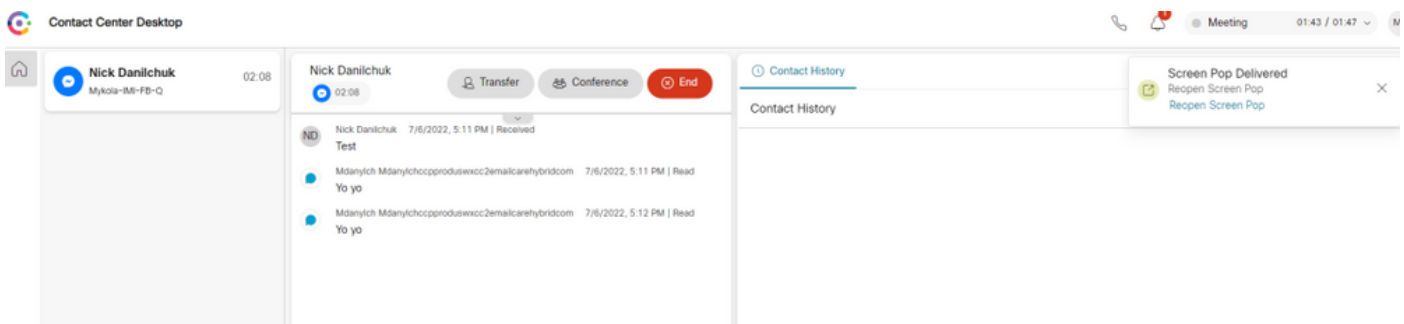 Contact Center Desktop
1
Meeting
01:43 / 01:47
M
Nick Danilchuk
02:08
Mykola-IMI-FB-Q
Nick Danilchuk
02:08
Transfer
Conference
End
ND
Nick Danilchuk 7/6/2022, 5:11 PM | Received
Test
Mdanylch Mdanylchccpproduswxcc2emailcarehybridcom 7/6/2022, 5:11 PM | Read
Yo yo
Mdanylch Mdanylchccpproduswxcc2emailcarehybridcom 7/6/2022, 5:12 PM | Read
Yo yo
Contact History
Contact History
Screen Pop Delivered
Reopen Screen Pop
Reopen Screen Pop